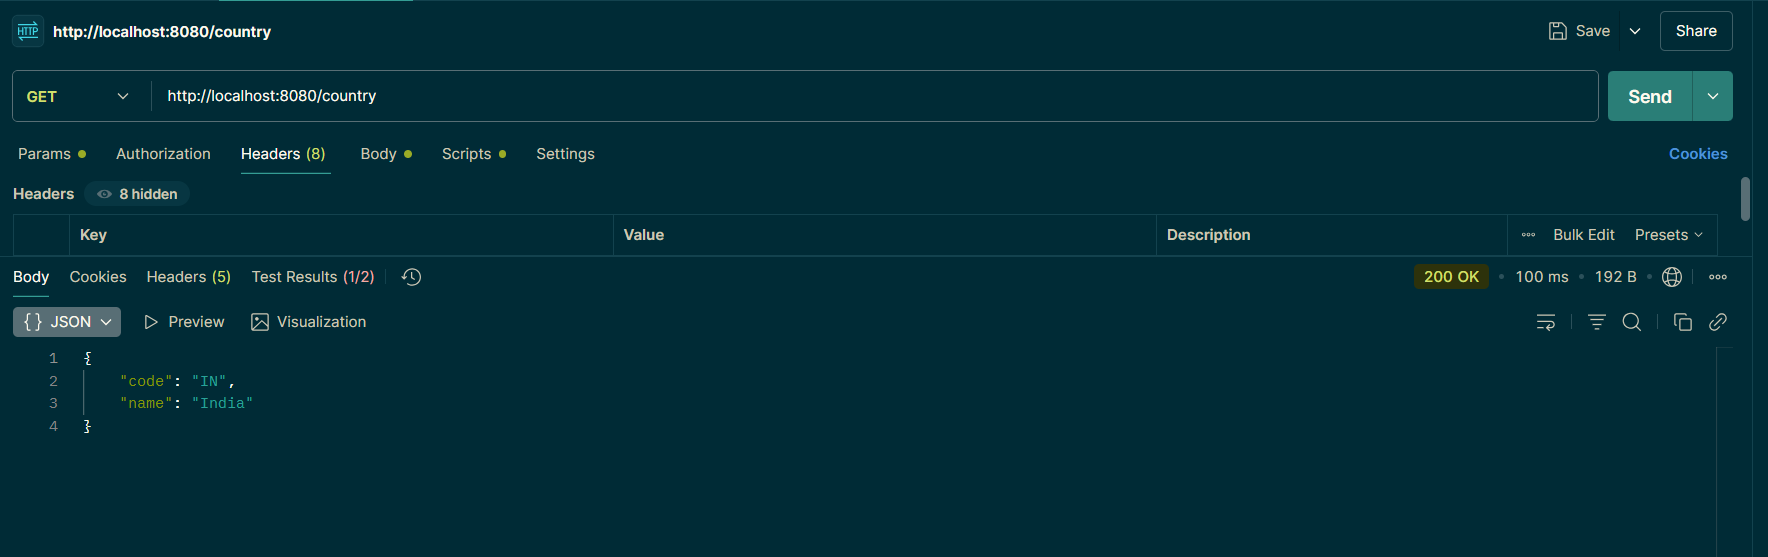 HTTP http://localhost:8080/country Save Share
GET http://localhost:8080/country Send
Params Authorization Headers (8) Body Scripts Settings Cookies
Headers 8 hidden
Key Value Description Bulk Edit Presets
Body Cookies Headers (5) Test Results (1/2) 200 OK • 100 ms • 192 B •
{} JSON Preview Visualization
1 {
2 "code": "IN",
3 "name": "India"
4 }